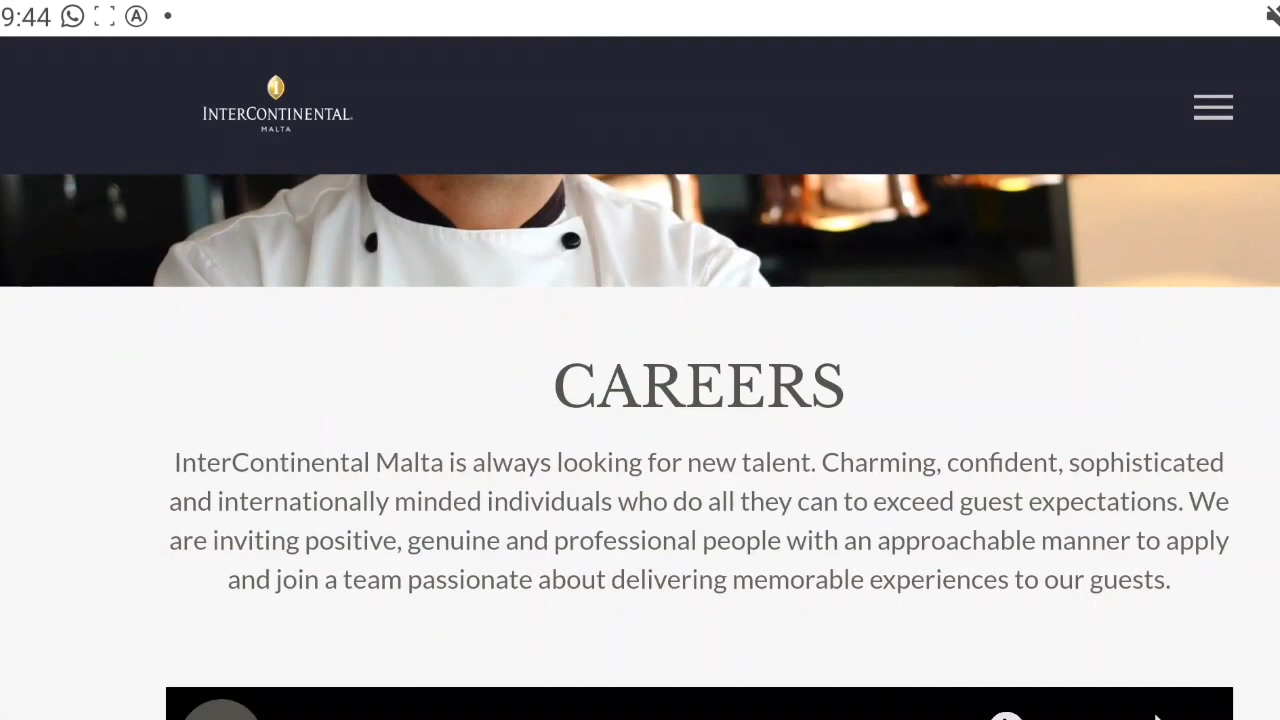 9:44
A
i
INTERCONTINENTAL
MALTA
CAREERS
InterContinental Malta is always looking for new talent. Charming, confident, sophisticated
and internationally minded individuals who do all they can to exceed guest expectations. We
are inviting positive, genuine and professional people with an approachable manner to apply
and join a team passionate about delivering memorable experiences to our guests.